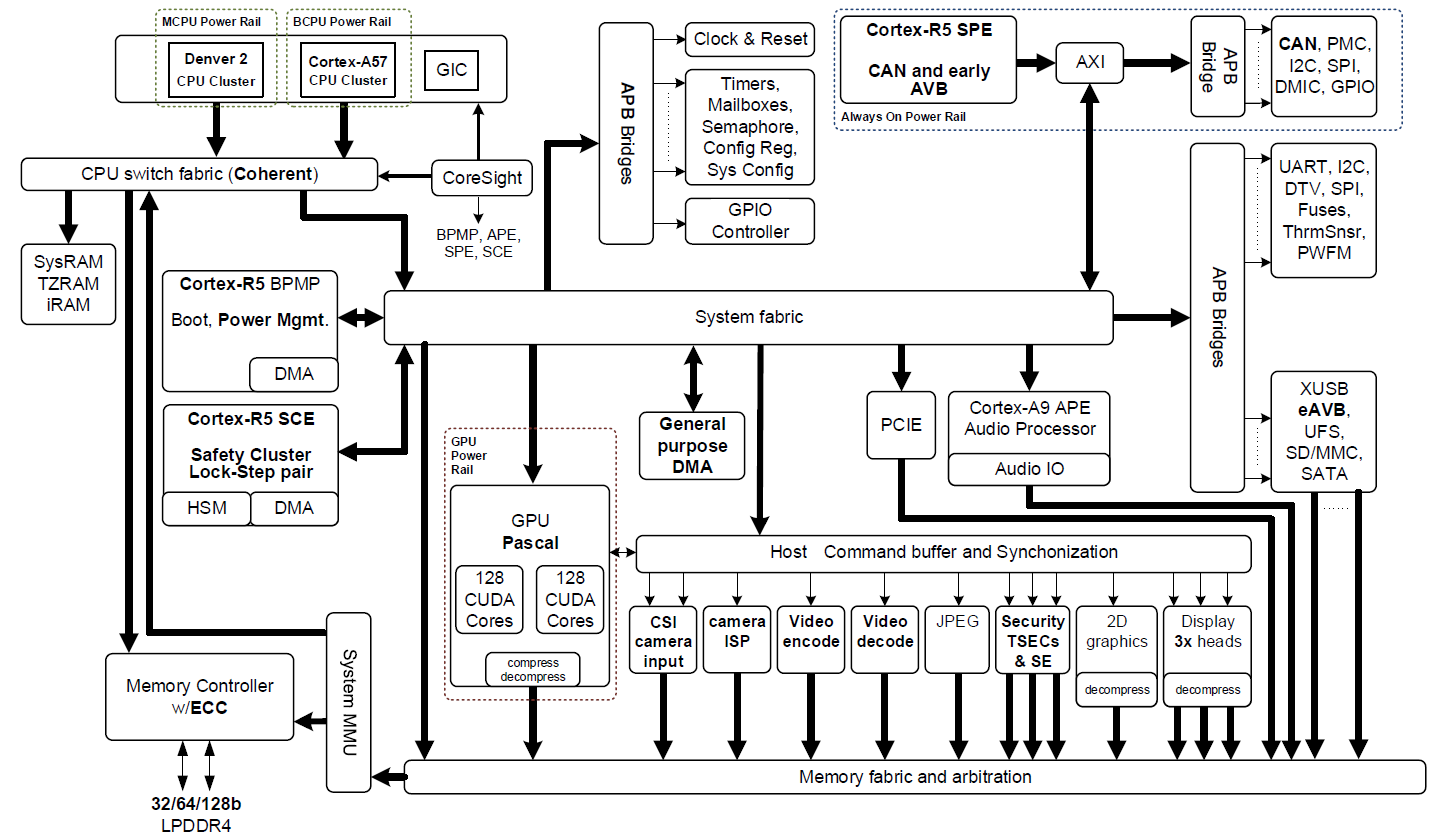 MCPU Power Rail
BCPU Power Rail
Denver 2
CPU Cluster
Cortex-A57
CPU Cluster
GIC
CPU switch fabric (Coherent)
CoreSight
BPMP, APE,
SPE, SCE
SysRAM
TZRAM
iRAM
Cortex-R5 BPMP
Boot, Power Mgmt.
DMA
Cortex-R5 SCE
Safety Cluster
Lock-Step pair
HSM
DMA
APB Bridges
Clock & Reset
Timers,
Mailboxes,
Semaphore,
Config Reg,
Sys Config
GPIO
Controller
Cortex-R5 SPE
CAN and early
AVB
Always On Power Rail
AXI
APB
Bridge
CAN, PMC,
I2C, SPI,
DMIC, GPIO
APB Bridges
UART, I2C,
DTV, SPI,
Fuses,
ThrmSnsr,
PWFM
XUSB
eAVB,
UFS,
SD/MMC,
SATA
System fabric
GPU
Power
Rail
GPU
Pascal
128
CUDA
Cores
128
CUDA
Cores
compress
decompress
General
purpose
DMA
PCIE
Cortex-A9 APE
Audio Processor
Audio IO
Host Command buffer and Synchonization
CSI
camera
input
camera
ISP
Video
encode
Video
decode
JPEG
Security
TSECs
& SE
2D
graphics
decompress
Display
3x heads
decompress
System MMU
Memory Controller
w/ECC
32/64/128b
LPDDR4
Memory fabric and arbitration